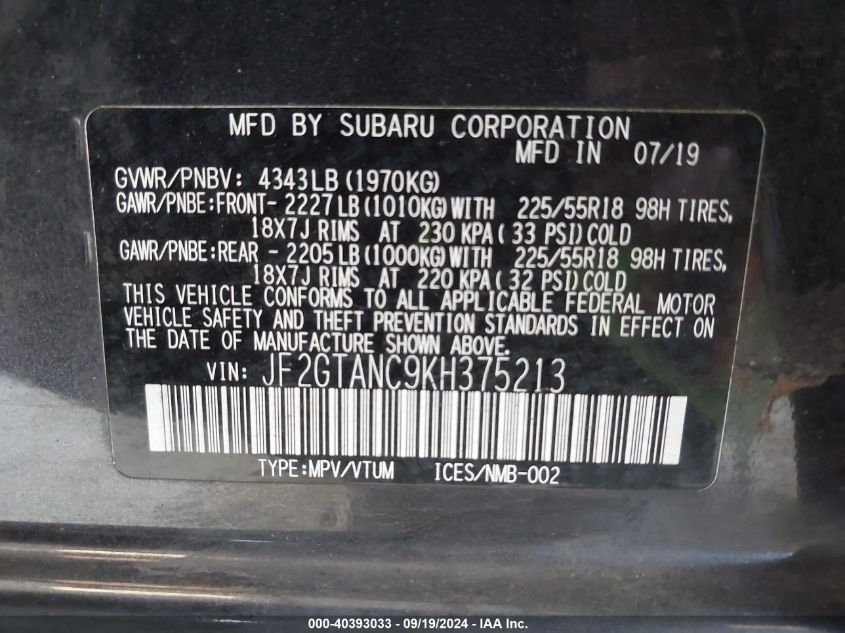 MFD BY SUBARU CORPORATION
MFD IN 07/19
GVWR/PNBV: 4343LB (1970KG)
GAWR/PNBE:FRONT- 2227LB (1010KG) WITH 225/55R18 98H TIRES,
18X7J RIMS AT 230 KPA ( 33 PSI) COLD
GAWR/PNBE:REAR - 2205LB (1000KG) WITH 225/55R18 98H TIRES,
18X7J RIMS AT 220 KPA ( 32 PSI) COLD
THIS VEHICLE CONFORMS TO ALL APPLICABLE FEDERAL MOTOR
VEHICLE SAFETY AND THEFT PREVENTION STANDARDS IN EFFECT ON
THE DATE OF MANUFACTURE SHOWN ABOVE.
VIN: JF2GTANC9KH375213
TYPE:MPV/VTUM ICES/NMB-002
000-40393033 - 09/19/2024 - IAA Inc.